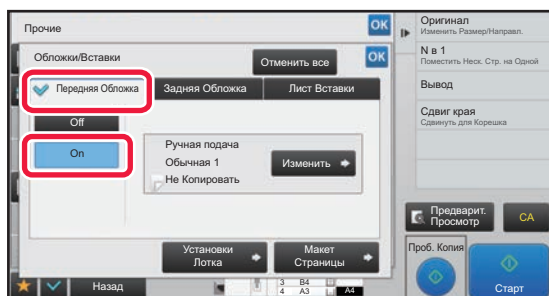 Прочие
OK
Обложки/Вставки
Отменить все
OK
Передняя Обложка
Задняя Обложка
Лист Вставки
Off
On
Ручная подача
Обычная 1
Не Копировать
Изменить
Установки
Лотка
Макет
Страницы
Назад
3 B4
4 A3
A4
Оригинал
Изменить Размер/Направл.
N в 1
Поместить Неск. Стр. на Одной
Вывод
Сдвиг края
Сдвинуть для Корешка
Предварит.
Просмотр
CA
Проб. Копия
Старт